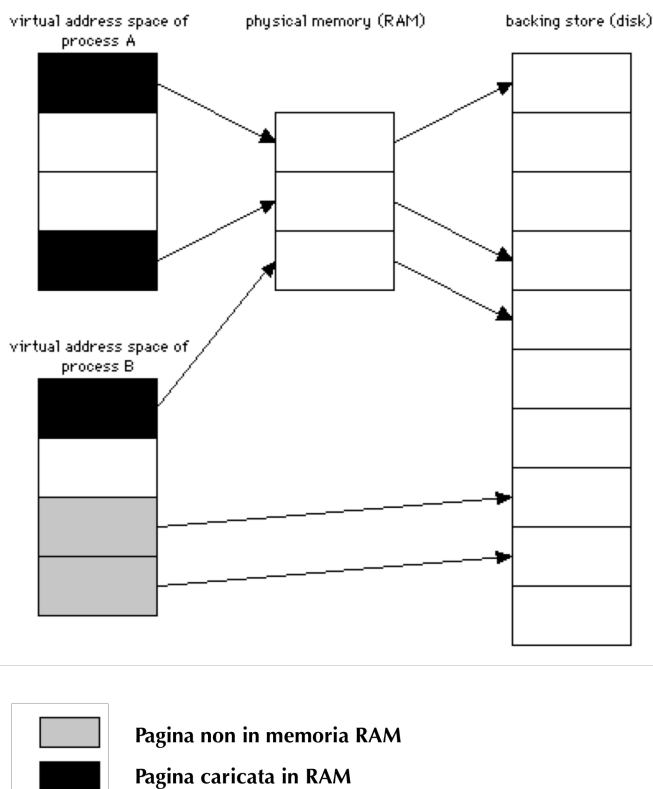 virtual address space of
process A
physical memory (RAM)
backing store (disk)
virtual address space of
process B
Pagina non in memoria RAM
Pagina caricata in RAM